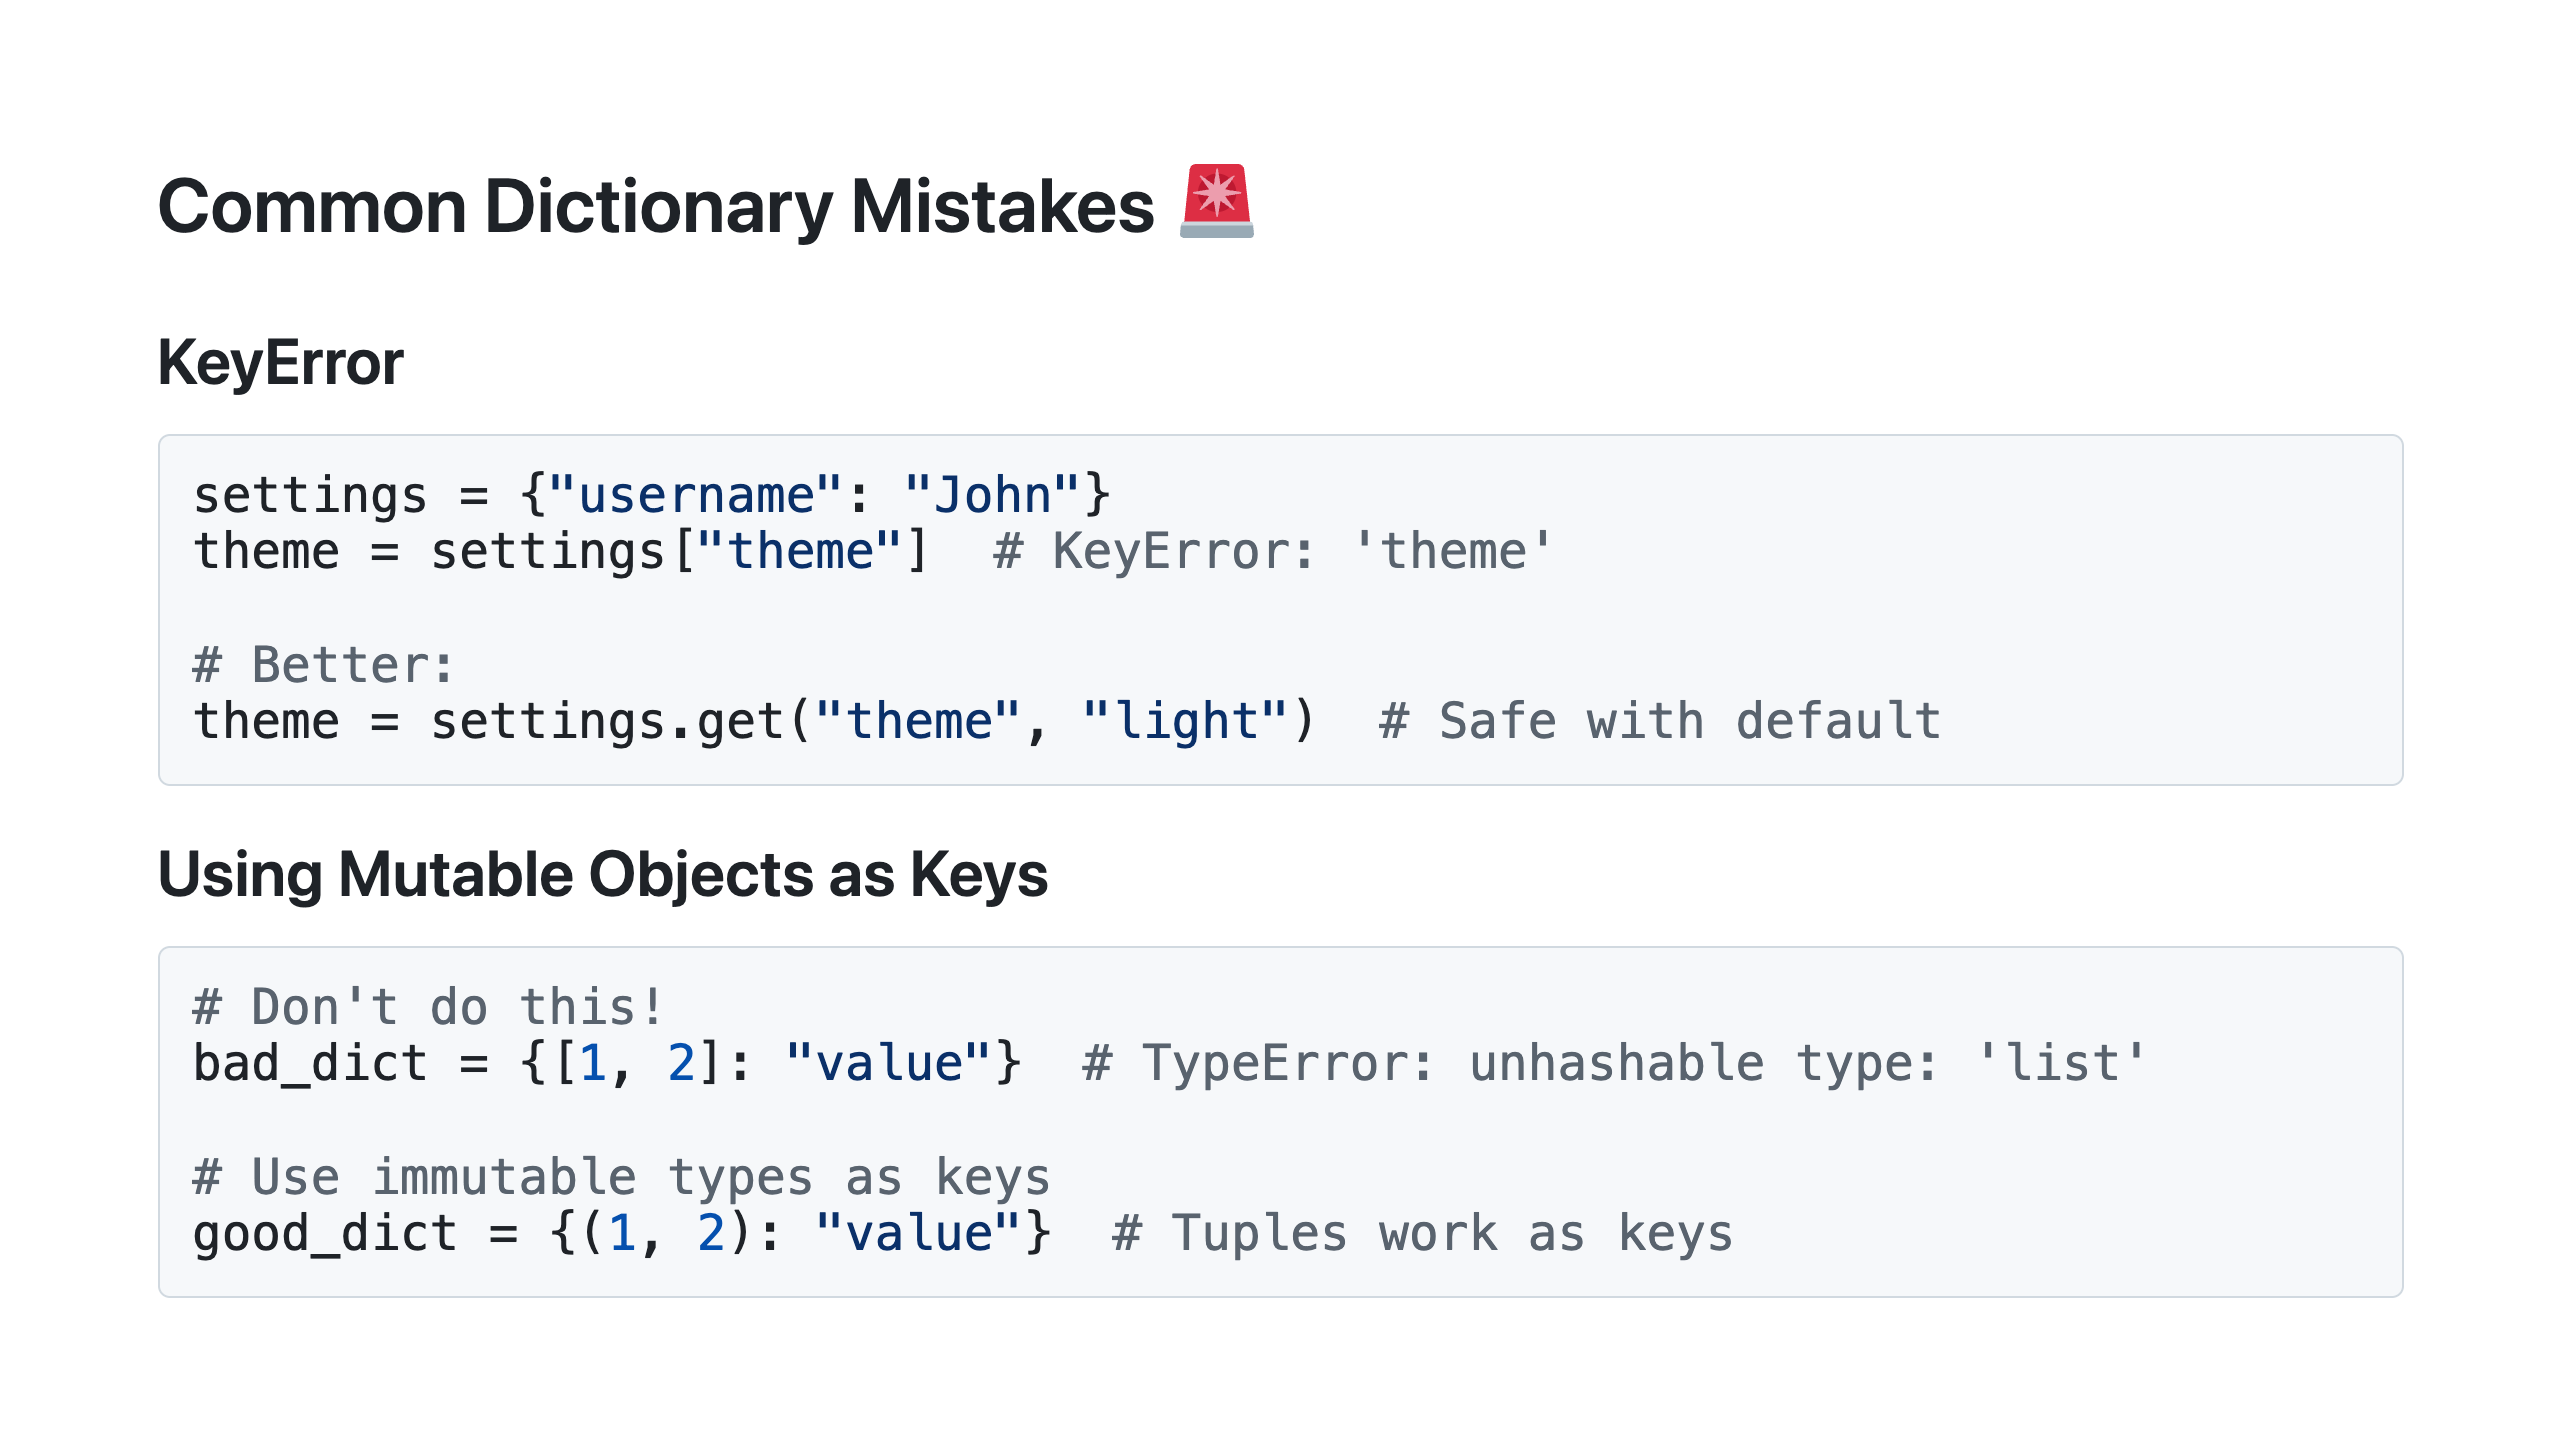 Common Dictionary Mistakes 🚨
KeyError
settings = {"username": "John"}
theme = settings["theme"]  # KeyError: 'theme'
# Better:
theme = settings.get("theme", "light")  # Safe with default
Using Mutable Objects as Keys
# Don't do this!
bad_dict = {[1, 2]: "value"}  # TypeError: unhashable type: 'list'
# Use immutable types as keys
good_dict = {(1, 2): "value"}  # Tuples work as keys